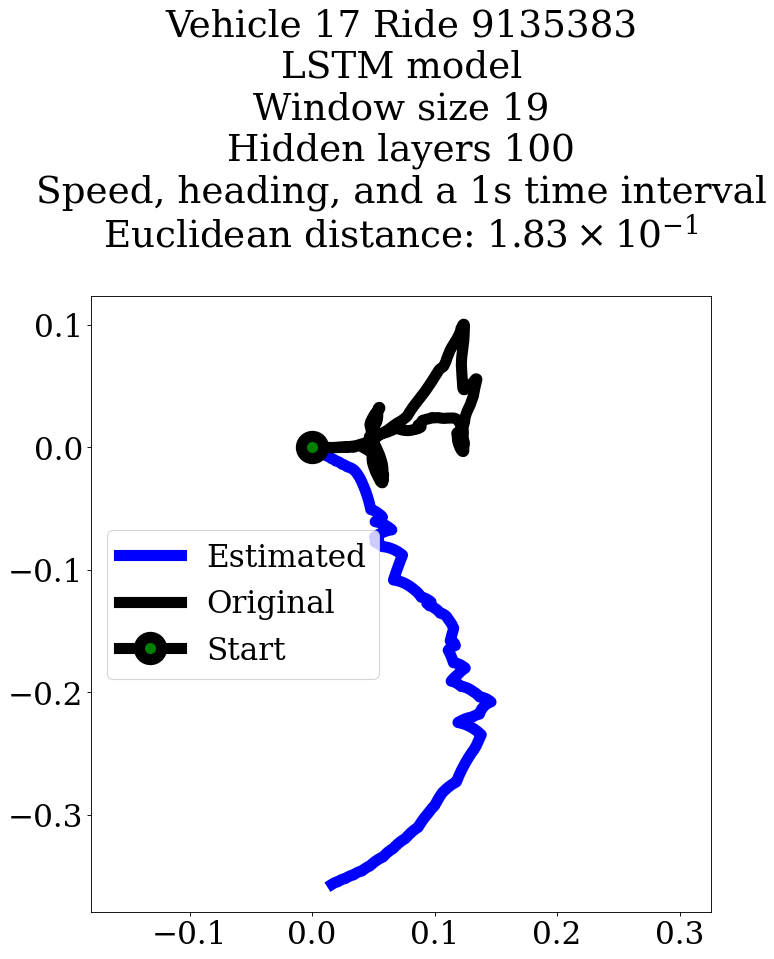 Vehicle 17 Ride 9135383
LSTM model
Window size 19
Hidden layers 100
Speed, heading, and a 1s time interval
Euclidean distance: 1.83 × 10⁻¹
0.1
0.0
−0.1
−0.2
−0.3
Estimated
Original
Start
−0.1
0.0
0.1
0.2
0.3